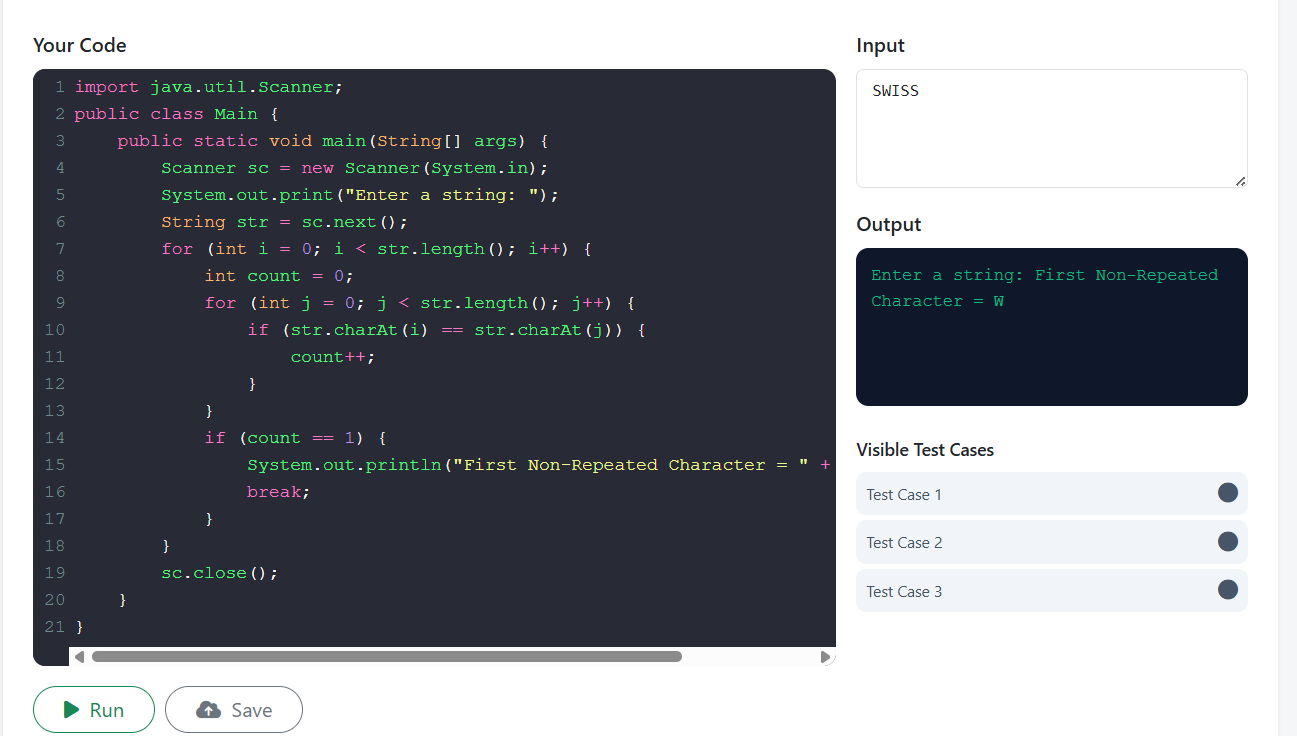 Your Code
1 import java.util.Scanner;
2 public class Main {
3     public static void main(String[] args) {
4         Scanner sc = new Scanner(System.in);
5         System.out.print("Enter a string: ");
6         String str = sc.next();
7         for (int i = 0; i < str.length(); i++) {
8             int count = 0;
9             for (int j = 0; j < str.length(); j++) {
10                 if (str.charAt(i) == str.charAt(j)) {
11                     count++;
12                 }
13             }
14             if (count == 1) {
15                 System.out.println("First Non-Repeated Character = " +
16                 break;
17             }
18         }
19         sc.close();
20     }
21 }
Run
Save
Input
SWISS
Output
Enter a string: First Non-Repeated
Character = W
Visible Test Cases
Test Case 1
Test Case 2
Test Case 3